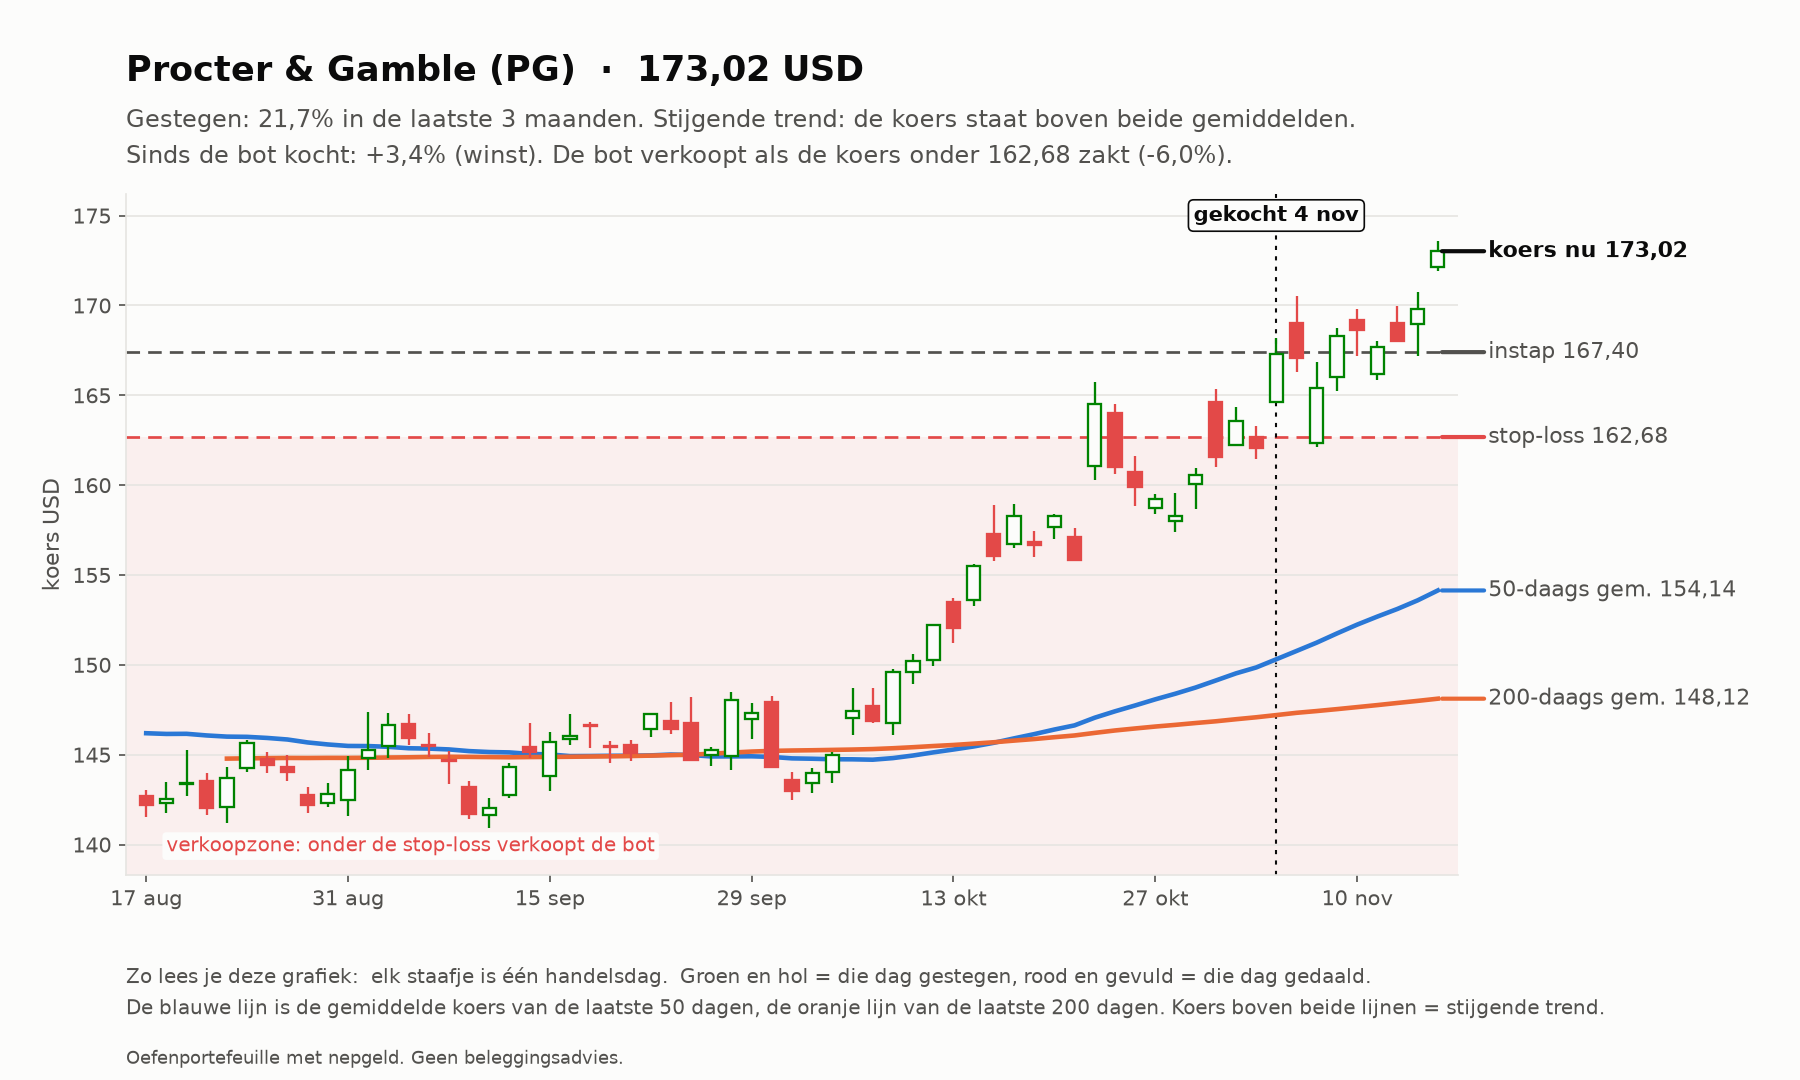 Procter & Gamble (PG)  ·  173,02 USD
Gestegen: 21,7% in de laatste 3 maanden. Stijgende trend: de koers staat boven beide gemiddelden.
Sinds de bot kocht: +3,4% (winst). De bot verkoopt als de koers onder 162,68 zakt (-6,0%).
gekocht 4 nov
175
koers nu 173,02
170
instap 167,40
165
stop-loss 162,68
160
koers USD
155
50-daags gem. 154,14
150
200-daags gem. 148,12
145
verkoopzone: onder de stop-loss verkoopt de bot
140
17 aug
31 aug
15 sep
29 sep
13 okt
27 okt
10 nov
Zo lees je deze grafiek:  elk staafje is één handelsdag.  Groen en hol = die dag gestegen, rood en gevuld = die dag gedaald.
De blauwe lijn is de gemiddelde koers van de laatste 50 dagen, de oranje lijn van de laatste 200 dagen. Koers boven beide lijnen = stijgende trend.
Oefenportefeuille met nepgeld. Geen beleggingsadvies.